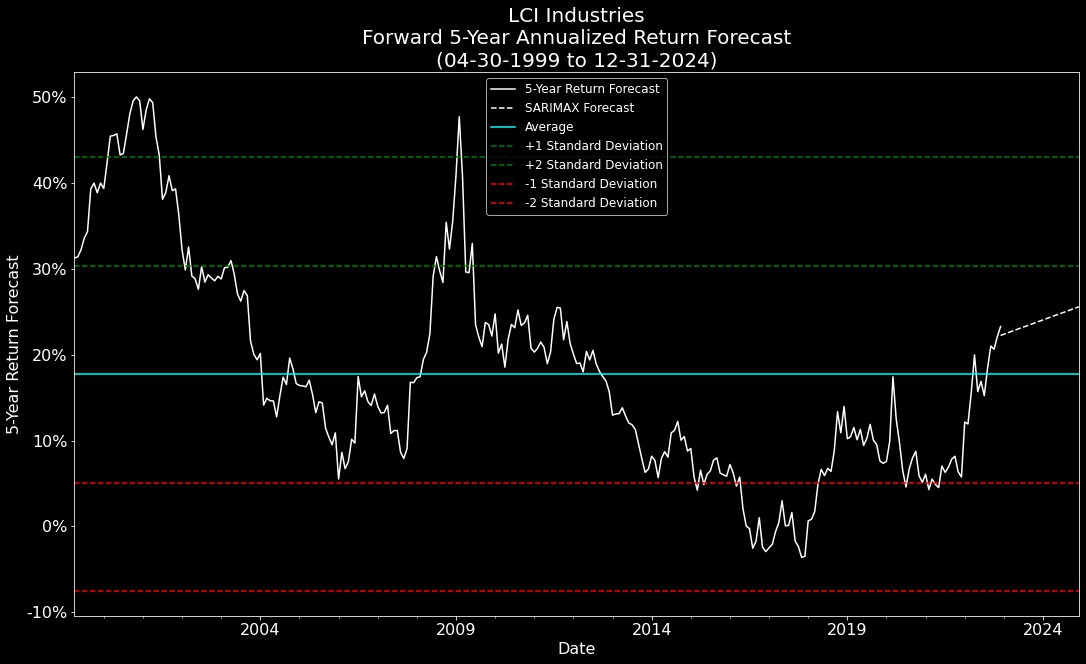 LCI Industries
Forward 5-Year Annualized Return Forecast
(04-30-1999 to 12-31-2024)
5-Year Return Forecast
SARIMAX Forecast
Average
+1 Standard Deviation
+2 Standard Deviation
-1 Standard Deviation
-2 Standard Deviation
5-Year Return Forecast
50%
40%
30%
20%
10%
0%
-10%
2004
2009
2014
2019
2024
Date